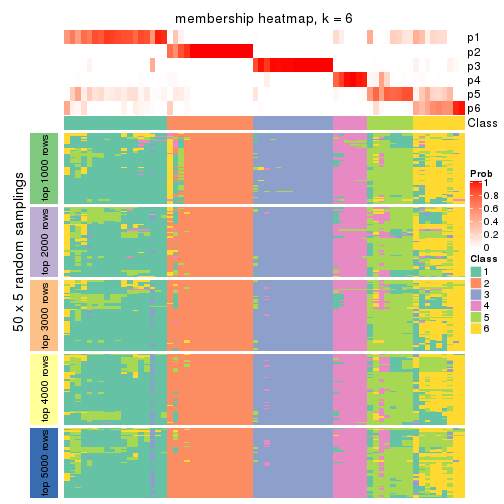 membership heatmap, k = 6
p1
p2
p3
p4
p5
p6
Class
50 x 5 random samplings
top 1000 rows
top 2000 rows
top 3000 rows
top 4000 rows
top 5000 rows
Prob
1
0.8
0.6
0.4
0.2
0
Class
1
2
3
4
5
6